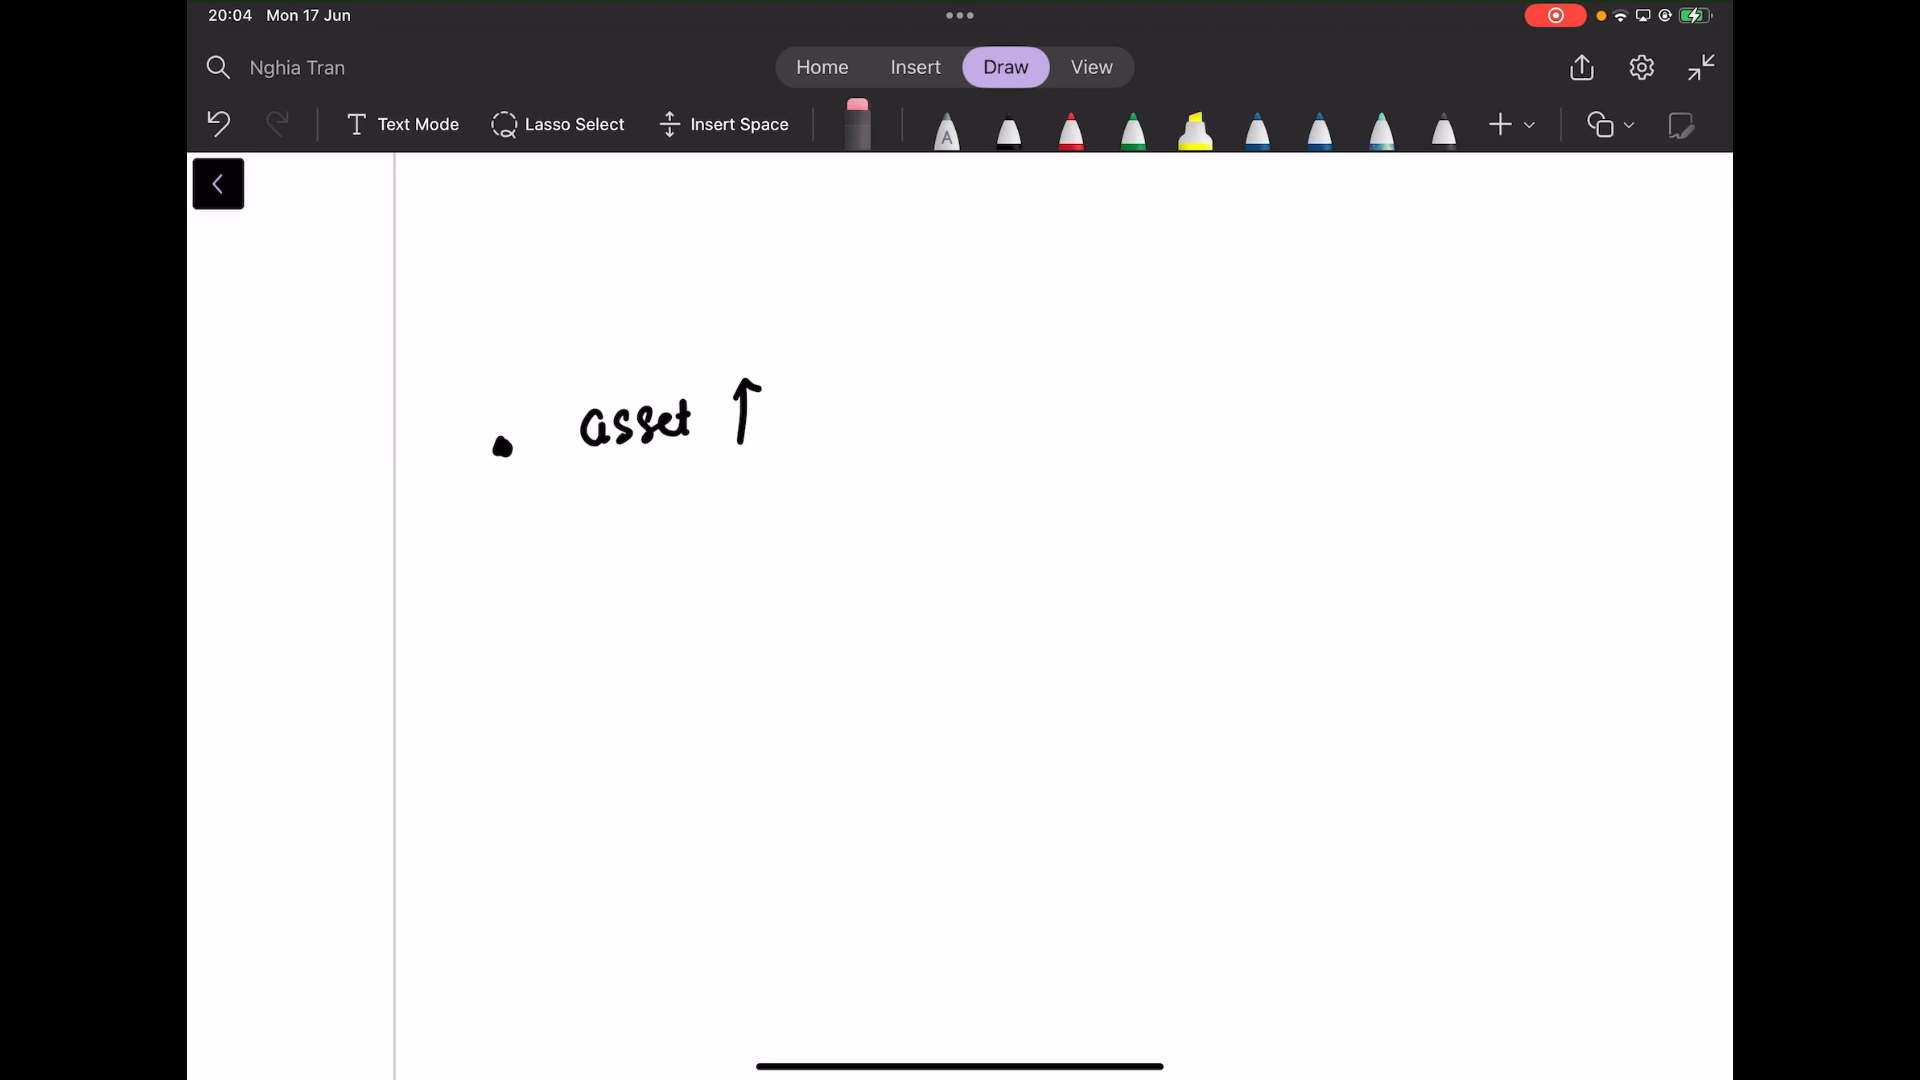 20:04 Mon 17 Jun
Nghia Tran
Home Insert Draw View
Text Mode Lasso Select Insert Space A
• asset ↑